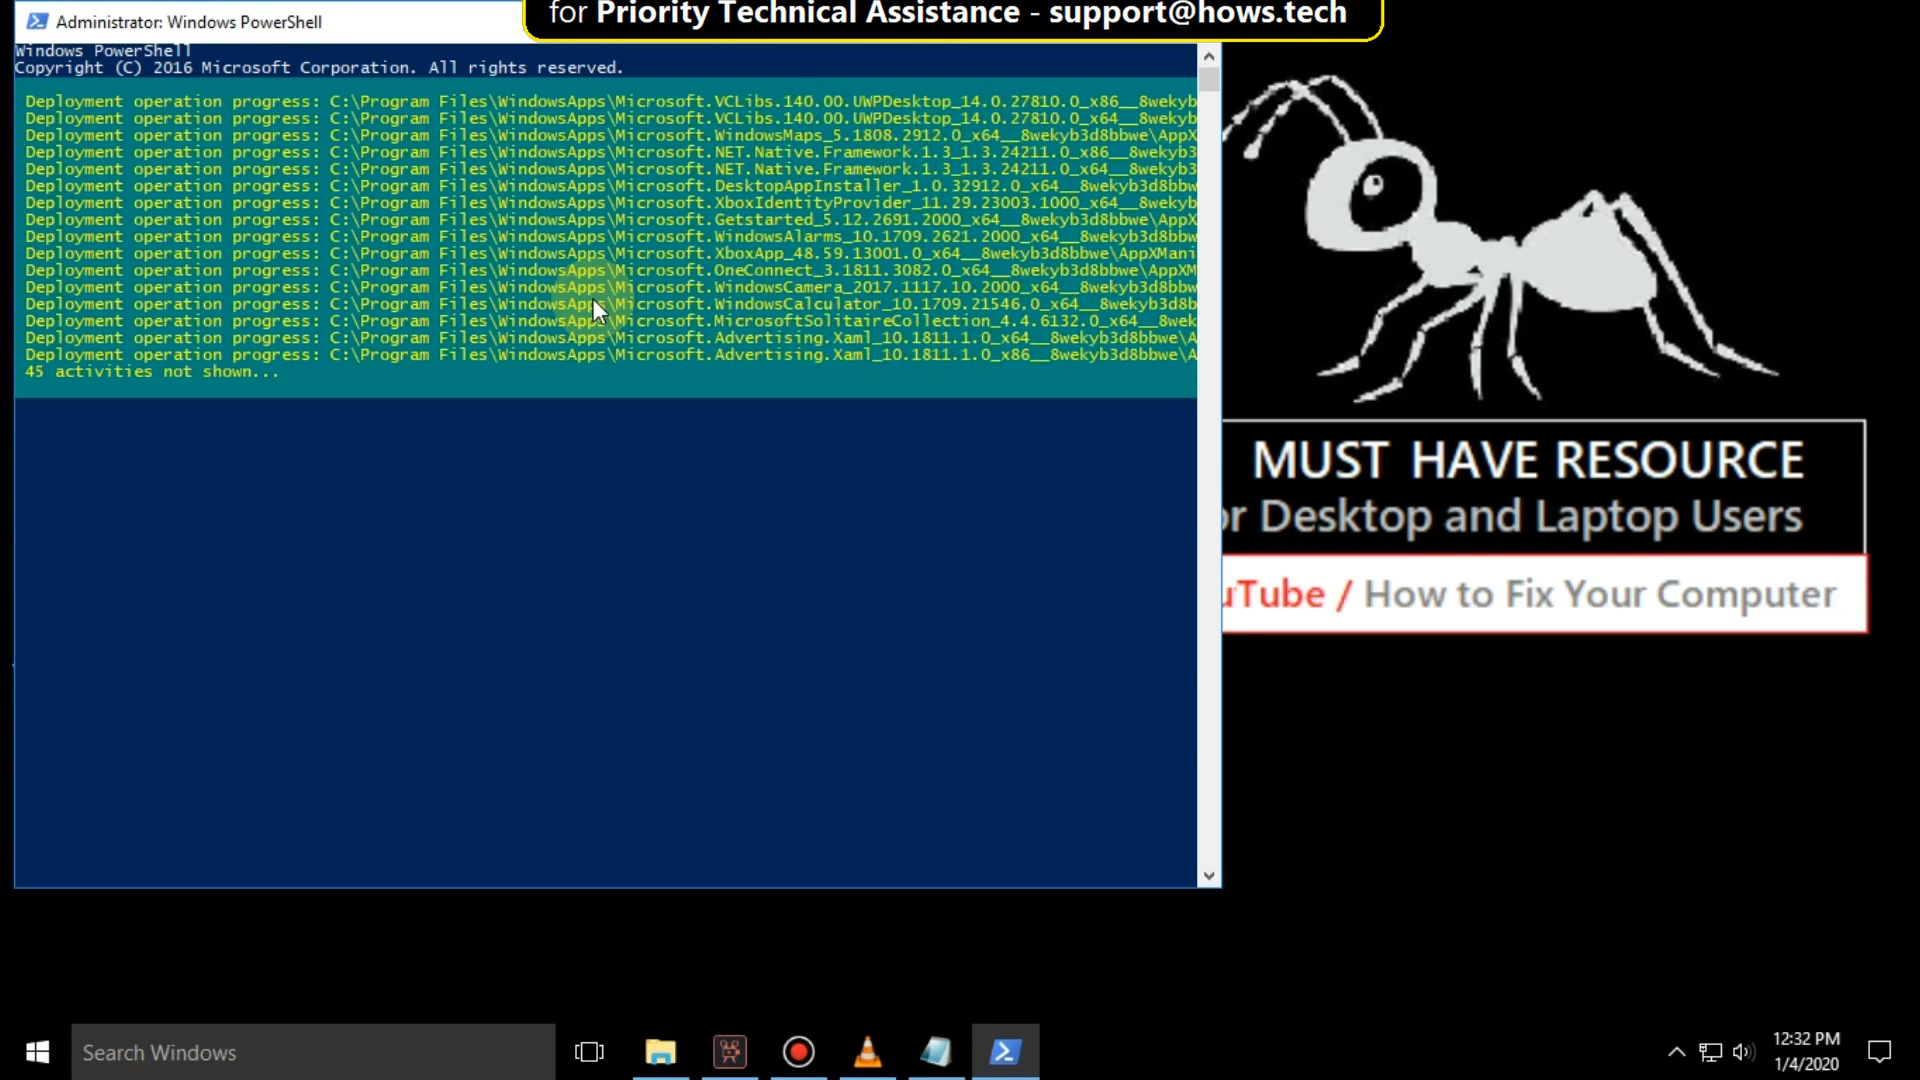 for Priority Technical Assistance - support@hows.tech
Administrator: Windows PowerShell
Windows PowerShell
Copyright (C) 2016 Microsoft Corporation. All rights reserved.
Deployment operation progress: C:\Program Files\WindowsApps\Microsoft.VCLibs.140.00.UWPDesktop_14.0.27810.0_x86__8wekyb
Deployment operation progress: C:\Program Files\WindowsApps\Microsoft.VCLibs.140.00.UWPDesktop_14.0.27810.0_x64__8wekyb
Deployment operation progress: C:\Program Files\WindowsApps\Microsoft.WindowsMaps_5.1808.2912.0_x64__8wekyb3d8bbwe\AppX
Deployment operation progress: C:\Program Files\WindowsApps\Microsoft.NET.Native.Framework.1.3_1.3.24211.0_x86__8wekyb3
Deployment operation progress: C:\Program Files\WindowsApps\Microsoft.NET.Native.Framework.1.3_1.3.24211.0_x64__8wekyb3
Deployment operation progress: C:\Program Files\WindowsApps\Microsoft.DesktopAppInstaller_1.0.32912.0_x64__8wekyb3d8bbw
Deployment operation progress: C:\Program Files\WindowsApps\Microsoft.XboxIdentityProvider_11.29.23003.1000_x64__8wekyb
Deployment operation progress: C:\Program Files\WindowsApps\Microsoft.Getstarted_5.12.2691.2000_x64__8wekyb3d8bbwe\AppX
Deployment operation progress: C:\Program Files\WindowsApps\Microsoft.WindowsAlarms_10.1709.2621.2000_x64__8wekyb3d8bbw
Deployment operation progress: C:\Program Files\WindowsApps\Microsoft.XboxApp_48.59.13001.0_x64__8wekyb3d8bbwe\AppXMani
Deployment operation progress: C:\Program Files\WindowsApps\Microsoft.OneConnect_3.1811.3082.0_x64__8wekyb3d8bbwe\AppXM
Deployment operation progress: C:\Program Files\WindowsApps\Microsoft.WindowsCamera_2017.1117.10.2000_x64__8wekyb3d8bbw
Deployment operation progress: C:\Program Files\WindowsApps\Microsoft.WindowsCalculator_10.1709.21546.0_x64__8wekyb3d8b
Deployment operation progress: C:\Program Files\WindowsApps\Microsoft.MicrosoftSolitaireCollection_4.4.6132.0_x64__8wek
Deployment operation progress: C:\Program Files\WindowsApps\Microsoft.Advertising.Xaml_10.1811.1.0_x64__8wekyb3d8bbwe\A
Deployment operation progress: C:\Program Files\WindowsApps\Microsoft.Advertising.Xaml_10.1811.1.0_x86__8wekyb3d8bbwe\A
45 activities not shown...
MUST HAVE RESOURCE
or Desktop and Laptop Users
uTube / How to Fix Your Computer
Search Windows
12:32 PM
1/4/2020